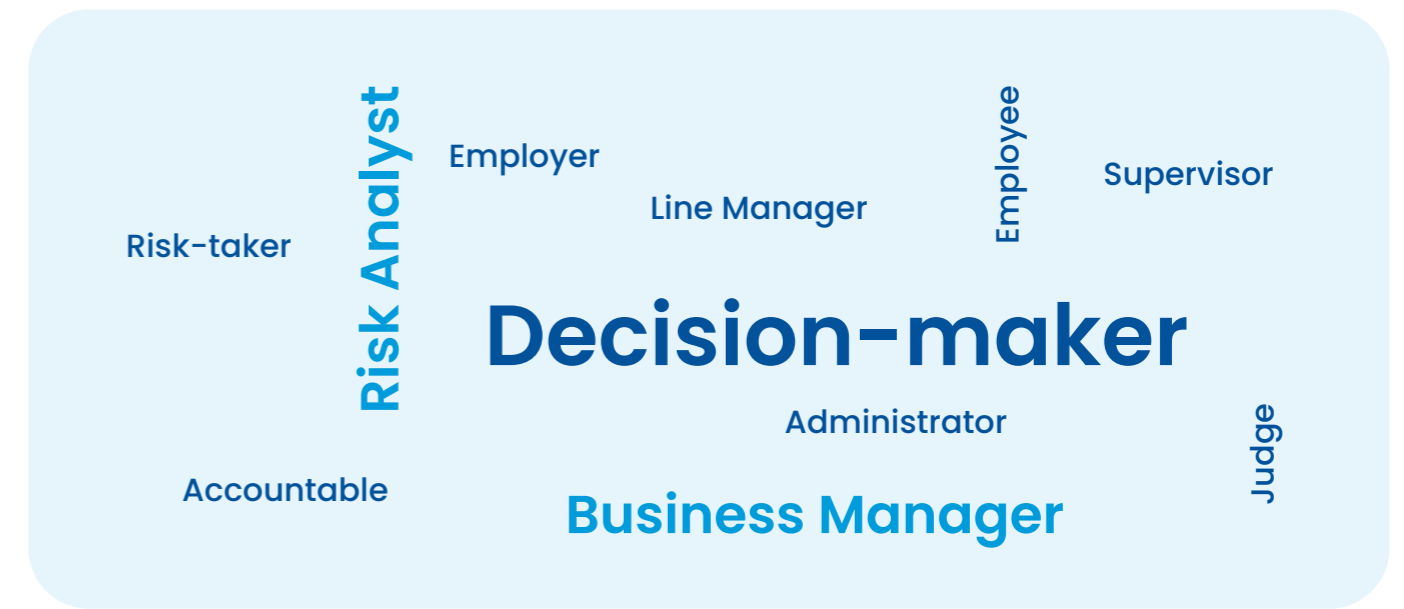 Risk Analyst
Employer
Employee
Supervisor
Line Manager
Risk-taker
Decision-maker
Administrator
Judge
Accountable
Business Manager